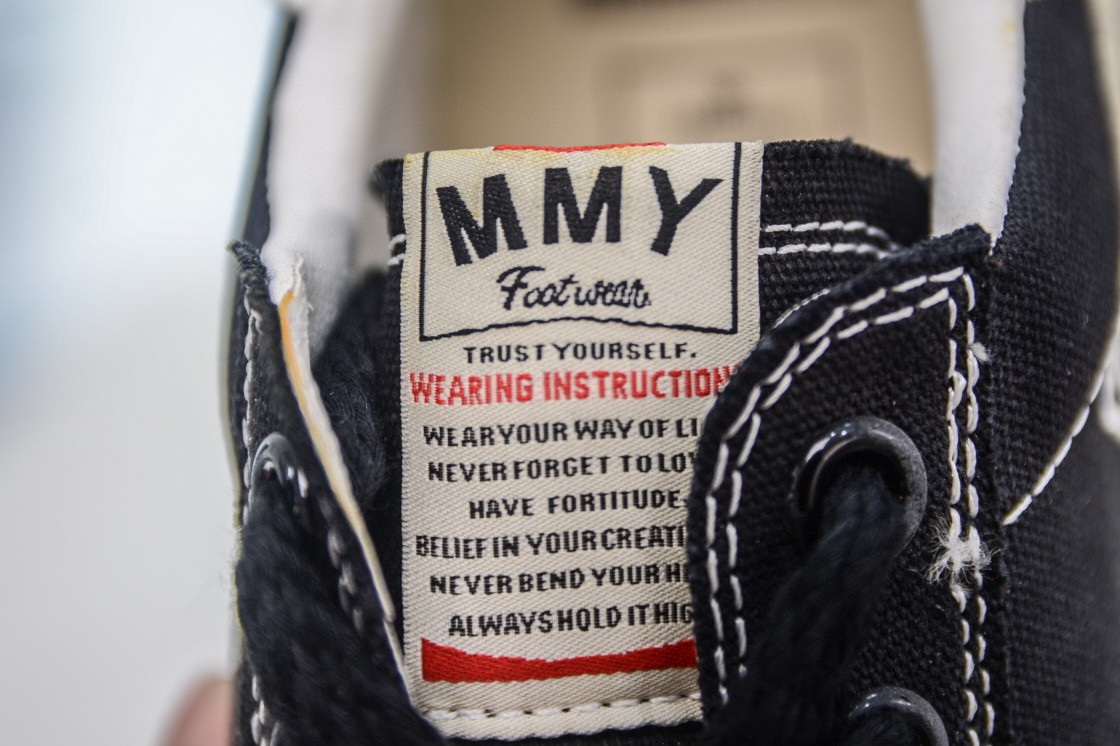 MMY
Footwear
TRUST YOURSELF.
WEARING INSTRUCTION
WEAR YOUR WAY OF
NEVER FORGET TO
HAVE FORTITUDE.
BELIEF IN YOUR
NEVER BEND YOUR
ALWAYS HOLD IT